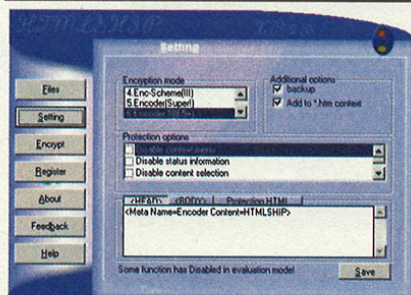 HTMLSHIP
Setting
Encryption mode
4.Enc-Scheme(III)
5.Encoder(Super!)
Additional options
backup
Add to *.htm context
Files
Setting
Encrypt
Register
About
Feedback
Help
Protection options
Disable status information
Disable content selection
<HEAD> <BODY> Protection HTML
<Meta Name=Encoder Content=HTMLSHIP>
Some function has Disabled in evaluation mode!
Save